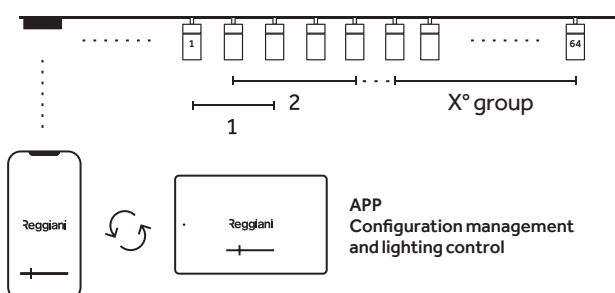 1
64
2
X° group
1
Reggiani
Reggiani
APP
Configuration management
and lighting control